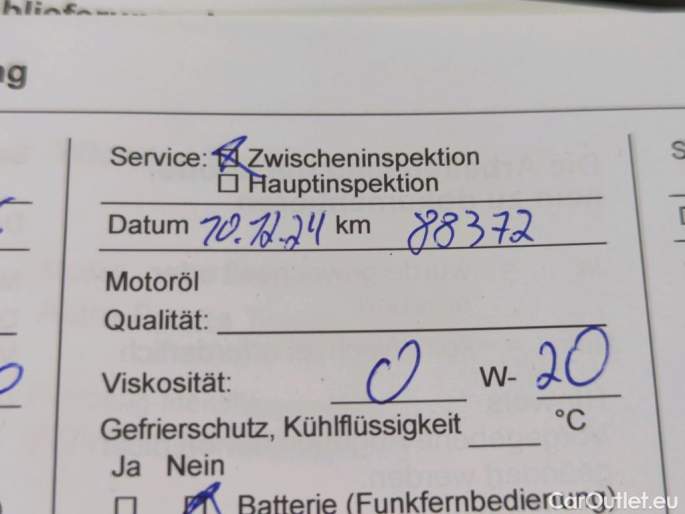 ng
Service: Zwischeninspektion
Hauptinspektion
Datum 10.12.24 km 88372
Motoröl
Qualität:
Viskosität: 0 W- 20
Gefrierschutz, Kühlflüssigkeit °C
Ja Nein
Batterie (Funkfernbedienung)
CarOutlet.eu